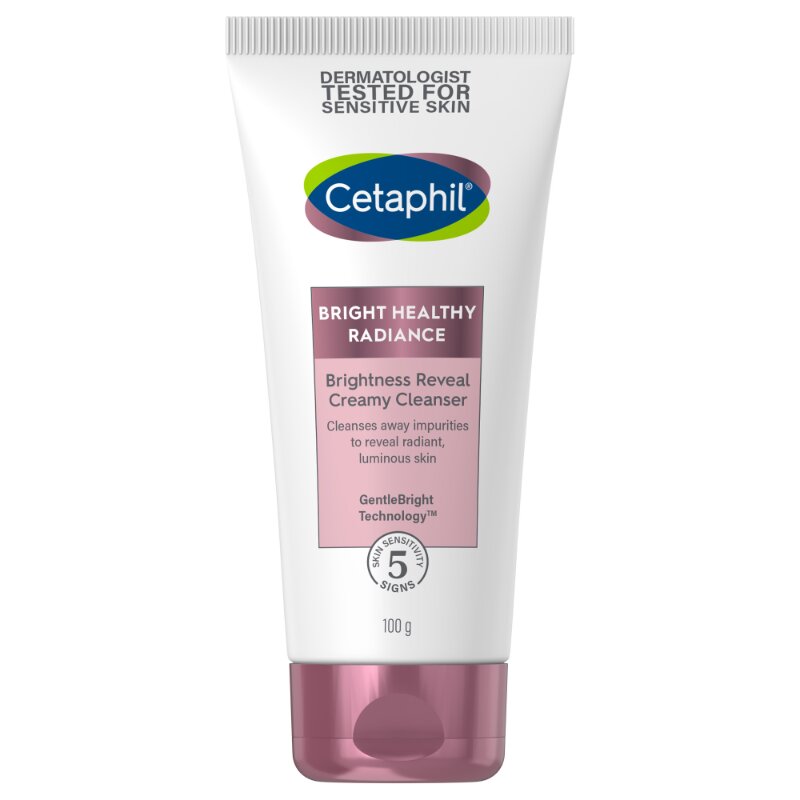 DERMATOLOGIST
TESTED FOR
SENSITIVE SKIN
Cetaphil®
BRIGHT HEALTHY
RADIANCE
Brightness Reveal
Creamy Cleanser
Cleanses away impurities
to reveal radiant,
luminous skin
GentleBright
Technology™
SKIN SENSITIVITY
5
SIGNS
100 g